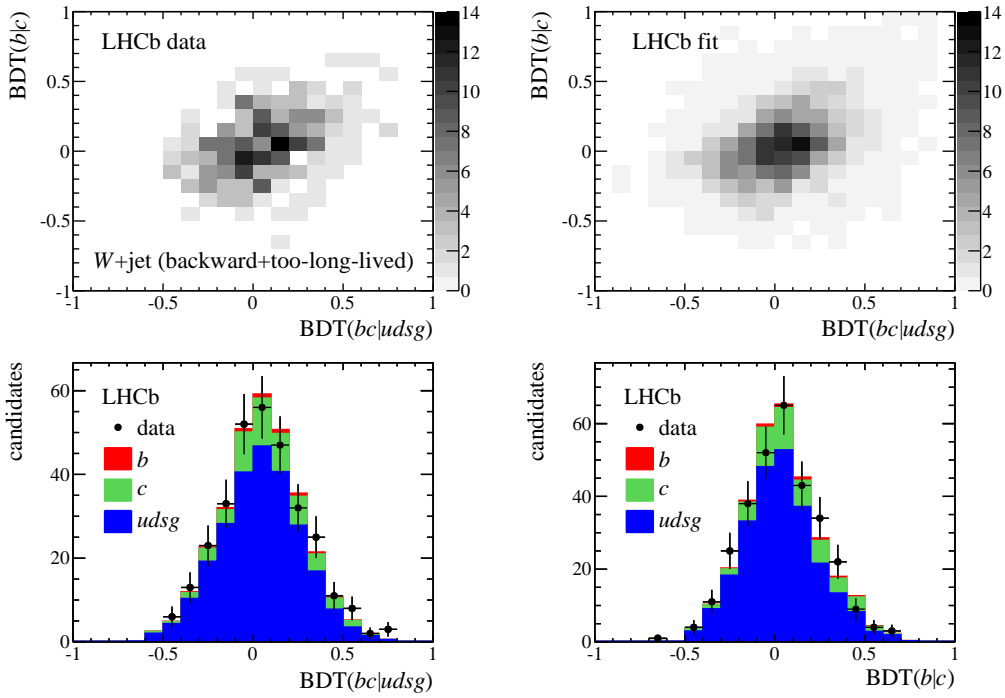 BDT(b|c)
1
0.5
0
-0.5
-1
LHCb data
W+jet (backward+too-long-lived)
-1 -0.5 0 0.5 1
BDT(bc|udsg)
14
12
10
8
6
4
2
0
BDT(b|c)
1
0.5
0
-0.5
-1
LHCb fit
-1 -0.5 0 0.5 1
BDT(bc|udsg)
14
12
10
8
6
4
2
0
candidates
60
40
20
0
LHCb
data
b
c
udsg
-1 -0.5 0 0.5 1
BDT(bc|udsg)
candidates
60
40
20
0
LHCb
data
b
c
udsg
-1 -0.5 0 0.5 1
BDT(b|c)